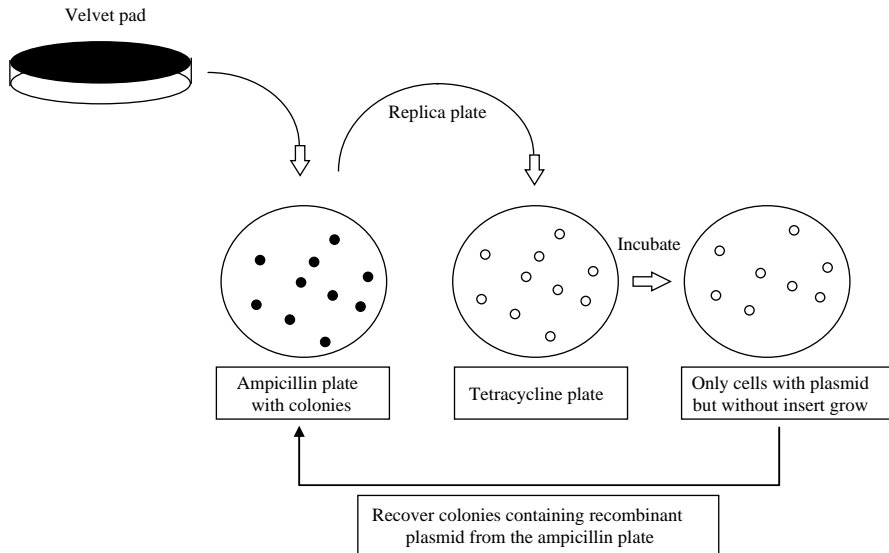 Velvet pad
Replica plate
Incubate
Ampicillin plate
with colonies
Tetracycline plate
Only cells with plasmid
but without insert grow
Recover colonies containing recombinant
plasmid from the ampicillin plate